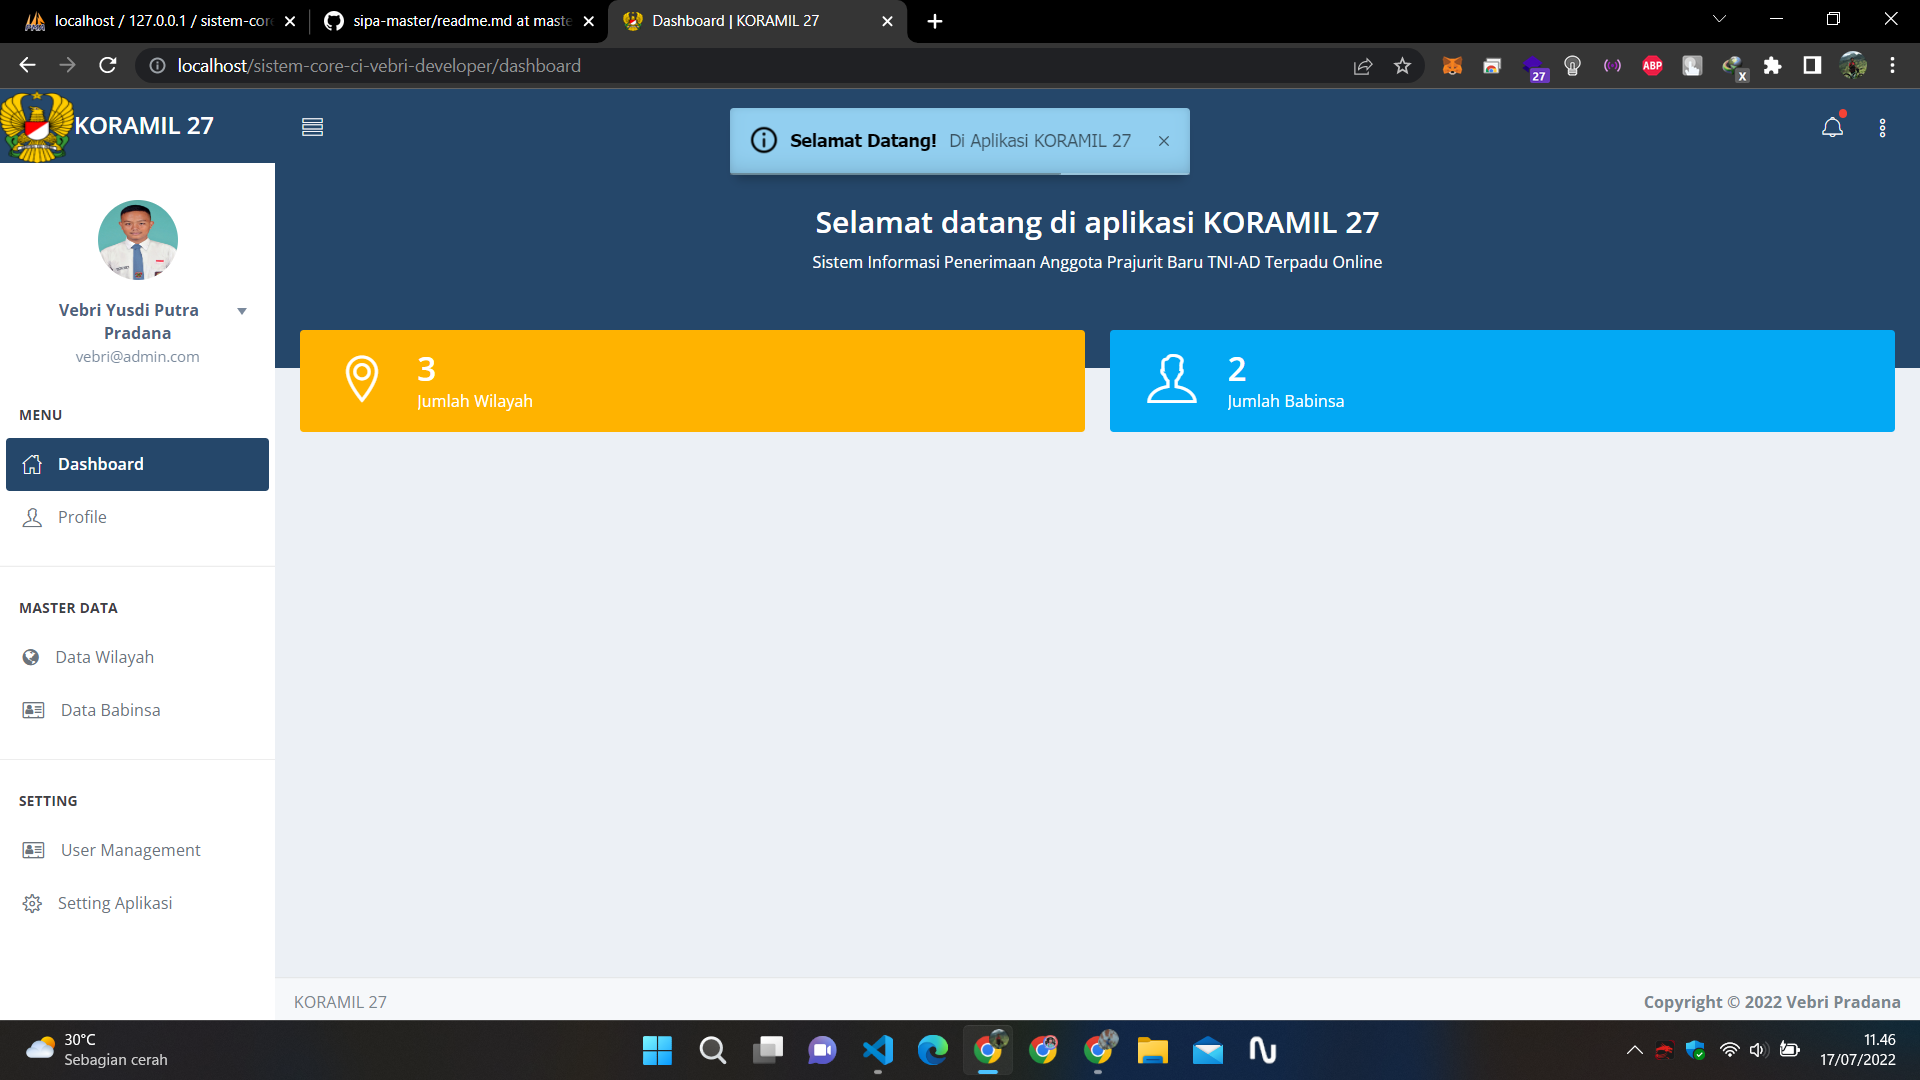 localhost / 127.0.0.1 / sistem-core
sipa-master/readme.md at maste
Dashboard | KORAMIL 27
localhost/sistem-core-ci-vebri-developer/dashboard
27
ABP
X
KORAMIL 27
Selamat Datang! Di Aplikasi KORAMIL 27
Selamat datang di aplikasi KORAMIL 27
Sistem Informasi Penerimaan Anggota Prajurit Baru TNI-AD Terpadu Online
Vebri Yusdi Putra
Pradana
vebri@admin.com
3
Jumlah Wilayah
2
Jumlah Babinsa
MENU
Dashboard
Profile
MASTER DATA
Data Wilayah
Data Babinsa
SETTING
User Management
Setting Aplikasi
KORAMIL 27
Copyright © 2022 Vebri Pradana
30°C
Sebagian cerah
11.46
17/07/2022